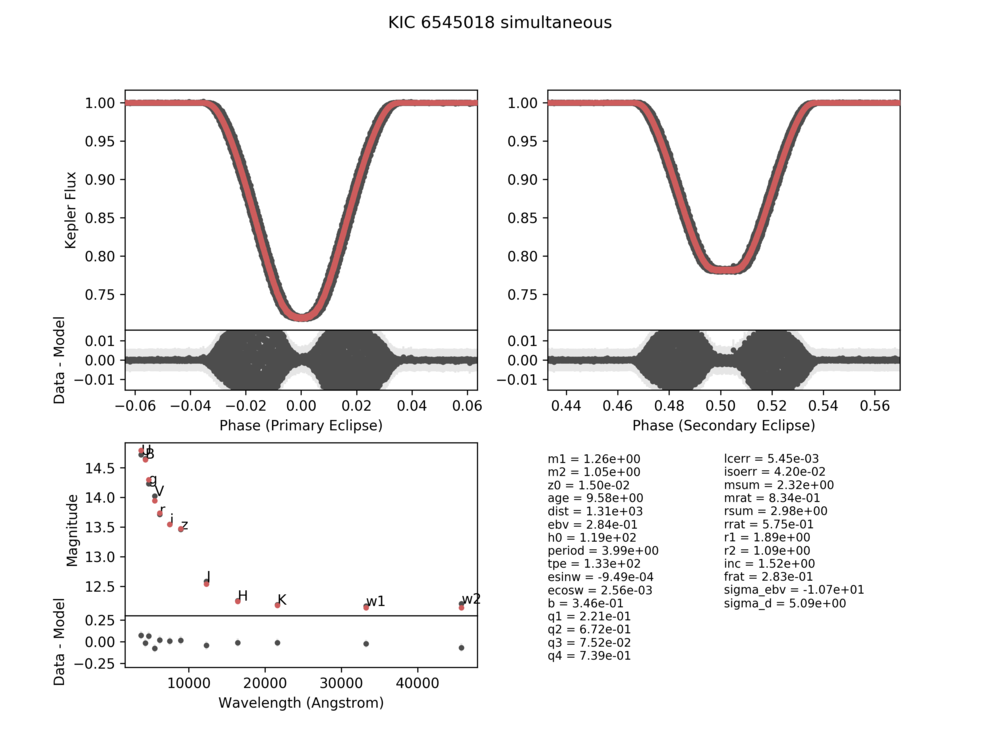 KIC 6545018 simultaneous
1.00
0.95
0.90
0.85
0.80
0.75
Kepler Flux
0.01
0.00
−0.01
Data - Model
−0.06 −0.04 −0.02 0.00 0.02 0.04 0.06
Phase (Primary Eclipse)
1.00
0.95
0.90
0.85
0.80
0.75
0.01
0.00
−0.01
0.44 0.46 0.48 0.50 0.52 0.54 0.56
Phase (Secondary Eclipse)
14.5
14.0
13.5
13.0
12.5
Magnitude
U
B
g
V
r
i
z
J
H
K
w1
w2
0.25
0.00
−0.25
Data - Model
10000 20000 30000 40000
Wavelength (Angstrom)
m1 = 1.26e+00
m2 = 1.05e+00
z0 = 1.50e-02
age = 9.58e+00
dist = 1.31e+03
ebv = 2.84e-01
h0 = 1.19e+02
period = 3.99e+00
tpe = 1.33e+02
esinw = -9.49e-04
ecosw = 2.56e-03
b = 3.46e-01
q1 = 2.21e-01
q2 = 6.72e-01
q3 = 7.52e-02
q4 = 7.39e-01
lcerr = 5.45e-03
isoerr = 4.20e-02
msum = 2.32e+00
mrat = 8.34e-01
rsum = 2.98e+00
rrat = 5.75e-01
r1 = 1.89e+00
r2 = 1.09e+00
inc = 1.52e+00
frat = 2.83e-01
sigma_ebv = -1.07e+01
sigma_d = 5.09e+00